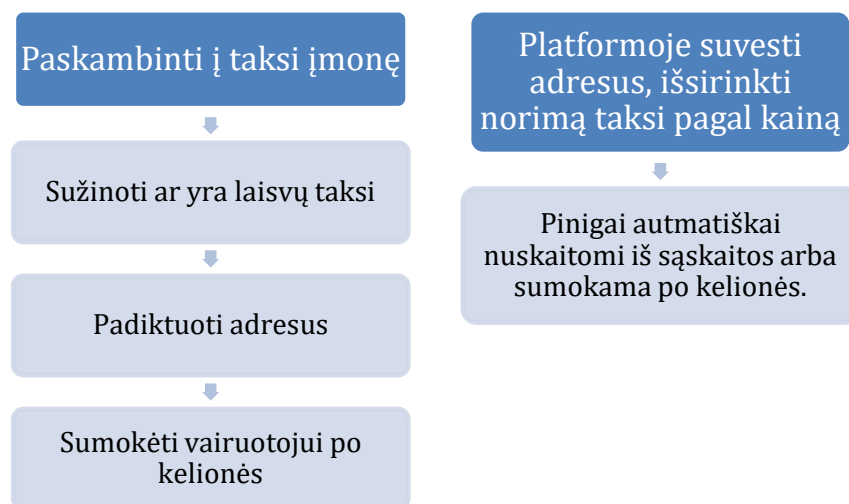 Paskambinti į taksi įmonę
Sužinoti ar yra laisvų taksi
Padiktuoti adresus
Sumokėti vairuotojui po
kelionės
Platformoje suvesti
adresus, išsirinkti
norimą taksi pagal kainą
Pinigai autmatiškai
nuskaitomi iš sąskaitos arba
sumokama po kelionės.